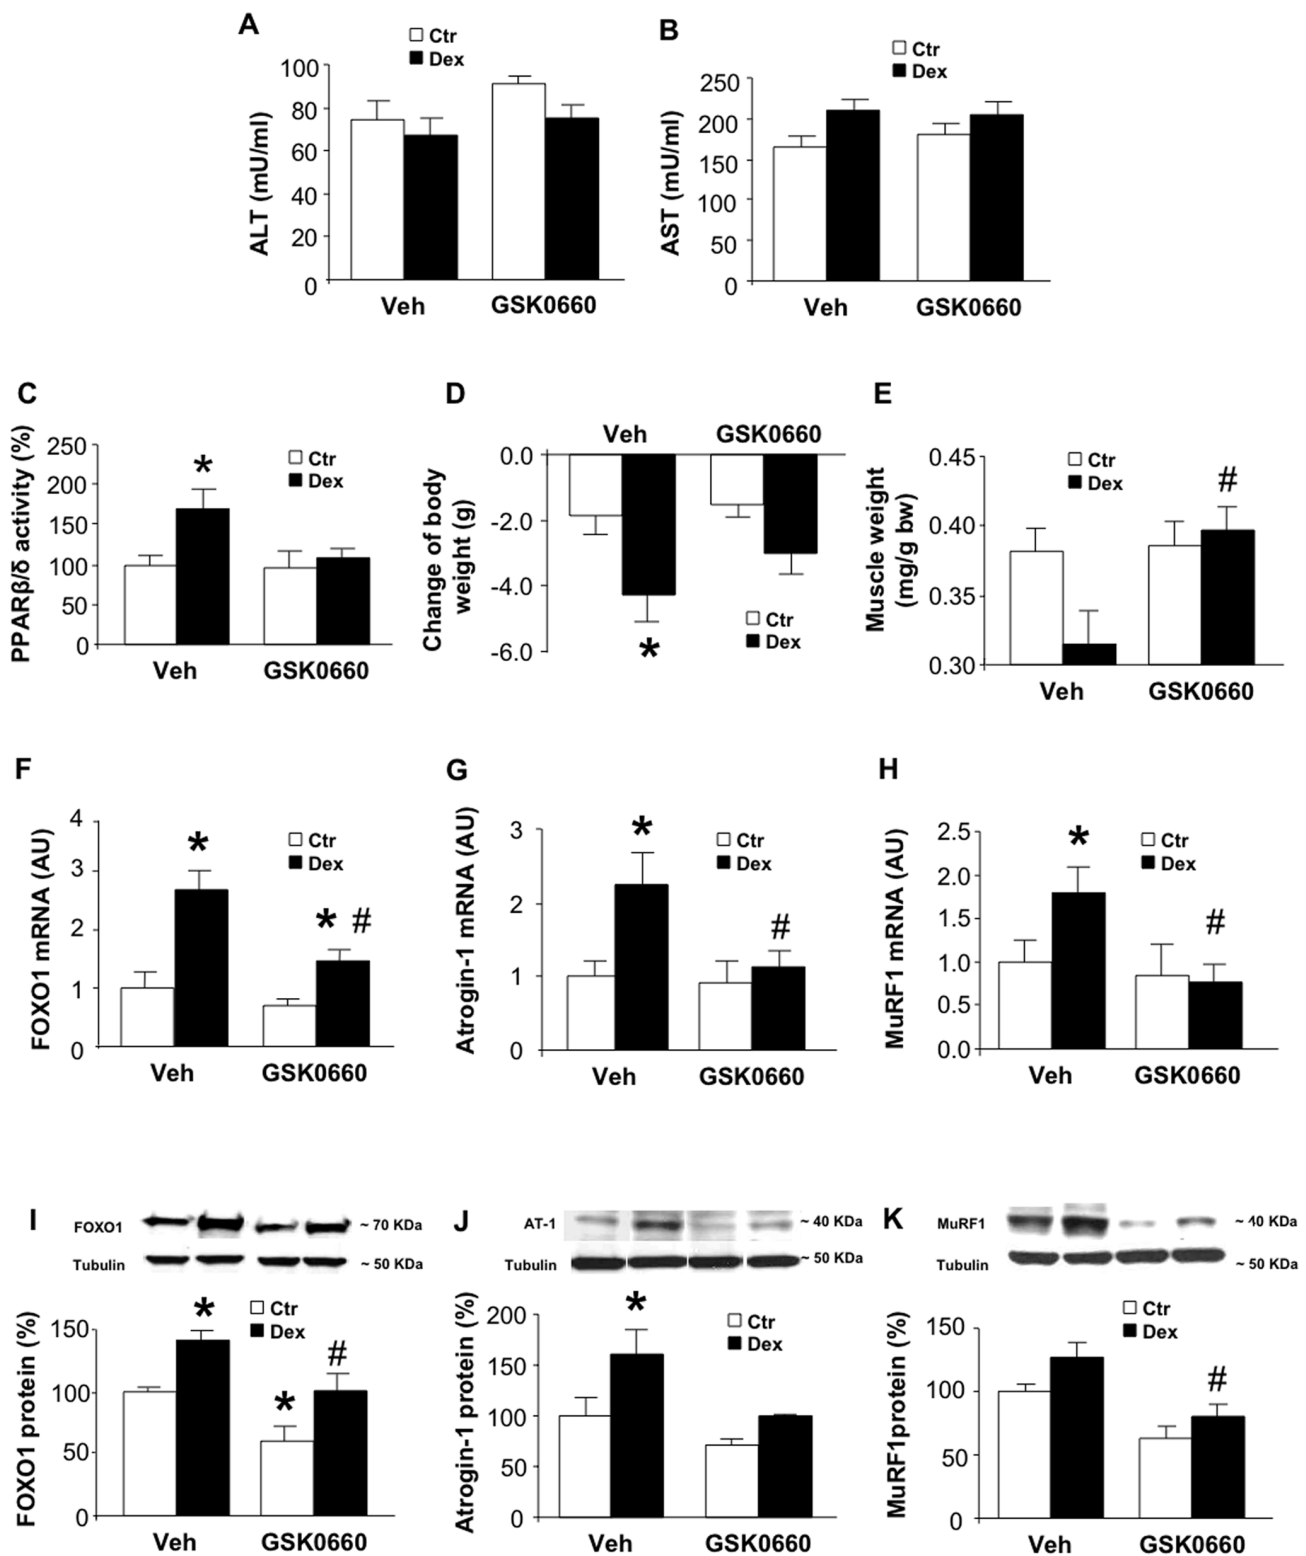 A
Ctr
Dex
ALT (mU/ml)
100
80
60
40
20
0
Veh GSK0660
B
Ctr
Dex
AST (mU/ml)
250
200
150
100
50
0
Veh GSK0660
C
PPARβ/δ activity (%)
250
200
150
100
50
0
Ctr
Dex
*
Veh GSK0660
D
Veh GSK0660
Change of body
weight (g)
0.0
-2.0
-4.0
-6.0
Ctr
Dex
*
E
Muscle weight
(mg/g bw)
0.45
0.40
0.35
0.30
Ctr
Dex
#
Veh GSK0660
F
FOXO1 mRNA (AU)
4
3
2
1
0
Ctr
Dex
*
* #
Veh GSK0660
G
Atrogin-1 mRNA (AU)
3
2
1
0
Ctr
Dex
*
#
Veh GSK0660
H
MuRF1 mRNA (AU)
2.5
2.0
1.5
1.0
0.5
0.0
Ctr
Dex
*
#
Veh GSK0660
I
FOXO1 ~ 70 KDa
Tubulin ~ 50 KDa
Ctr
Dex
FOXO1 protein (%)
150
100
50
0
*
*
#
Veh GSK0660
J
AT-1 ~ 40 KDa
Tubulin ~ 50 KDa
Ctr
Dex
Atrogin-1 protein (%)
200
150
100
50
0
*
Veh GSK0660
K
MuRF1 ~ 40 KDa
Tubulin ~ 50 KDa
Ctr
Dex
MuRF1protein (%)
150
100
50
0
#
Veh GSK0660